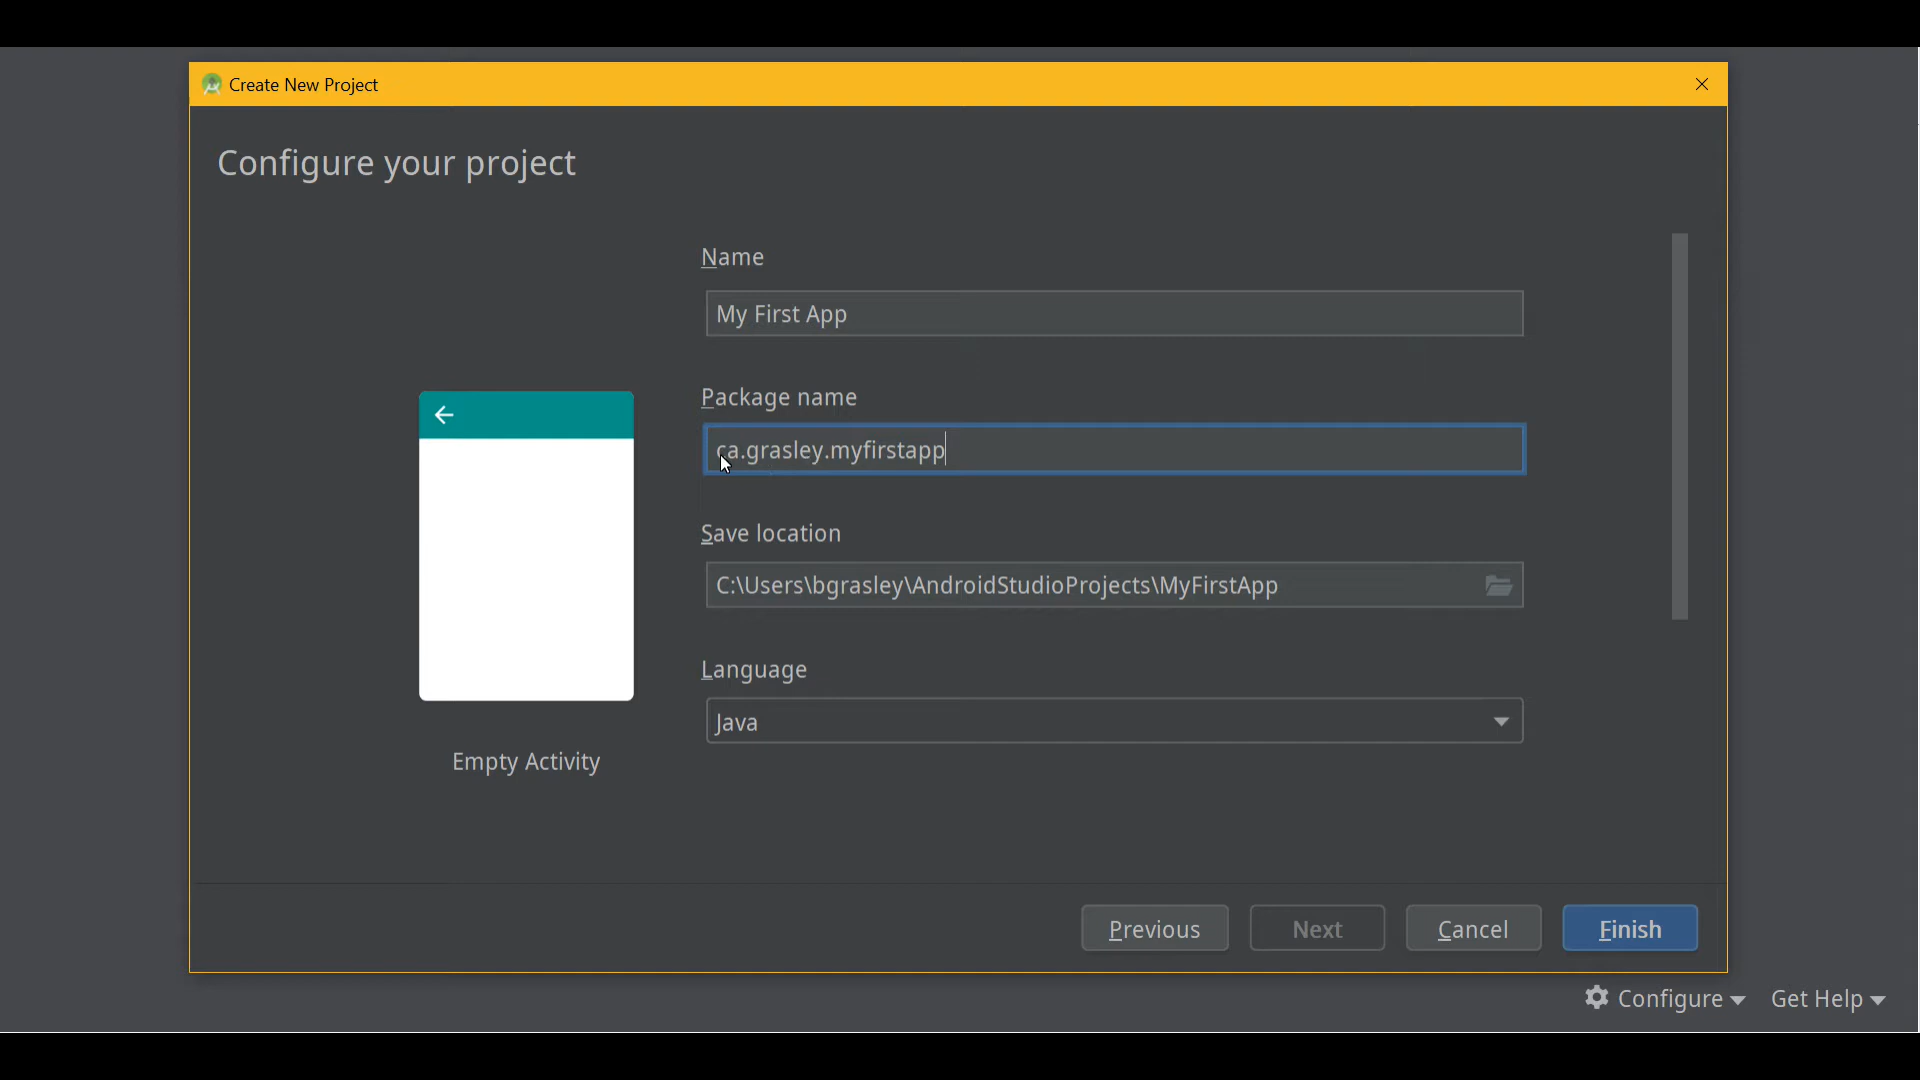 Create New Project
Configure your project
Name
My First App
Package name
ca.grasley.myfirstapp
Save location
C:\Users\bgrasley\AndroidStudioProjects\MyFirstApp
Language
Java
Empty Activity
Previous
Next
Cancel
Finish
Configure
Get Help